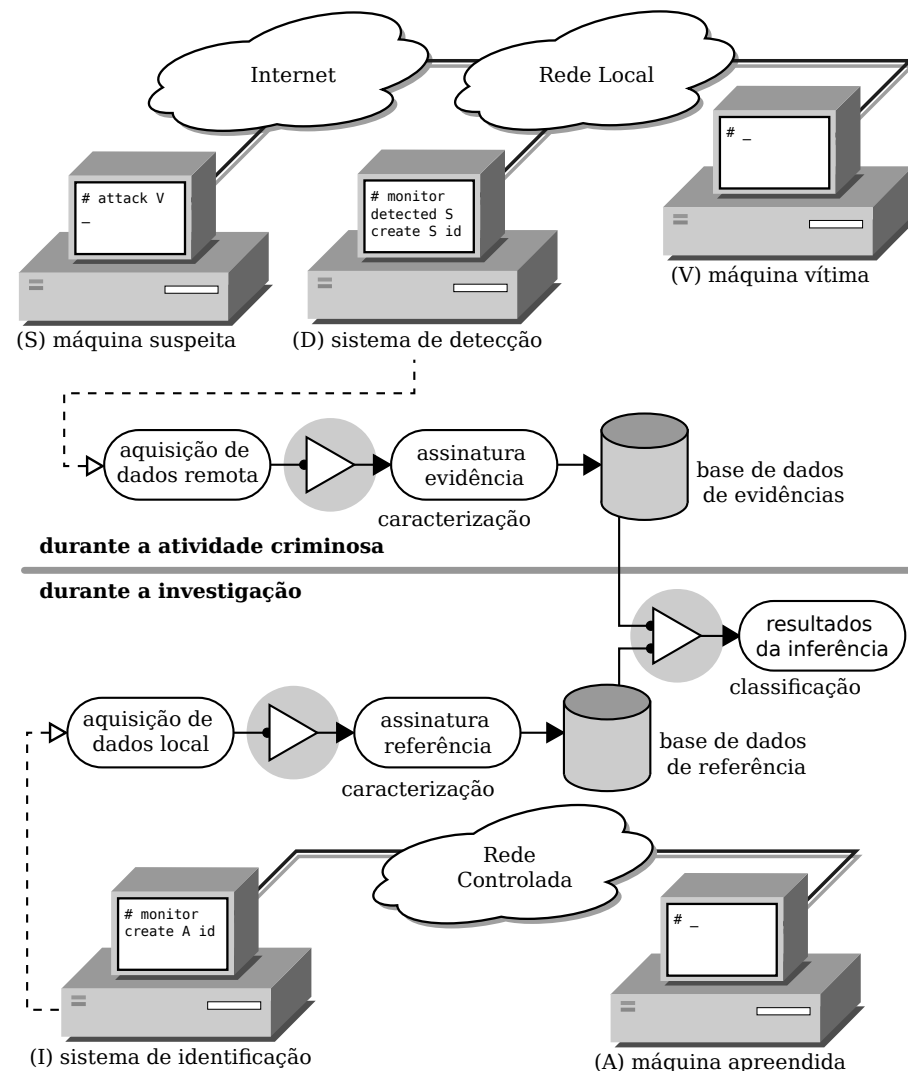 Internet
Rede Local
# _
# attack V
_
# monitor
detected S
create S id
(V) máquina vítima
(S) máquina suspeita
(D) sistema de detecção
aquisição de
dados remota
assinatura
evidência
base de dados
de evidências
caracterização
durante a atividade criminosa
durante a investigação
resultados
da inferência
classificação
aquisição de
dados local
assinatura
referência
base de dados
de referência
caracterização
Rede
Controlada
# monitor
create A id
# _
(I) sistema de identificação
(A) máquina apreendida